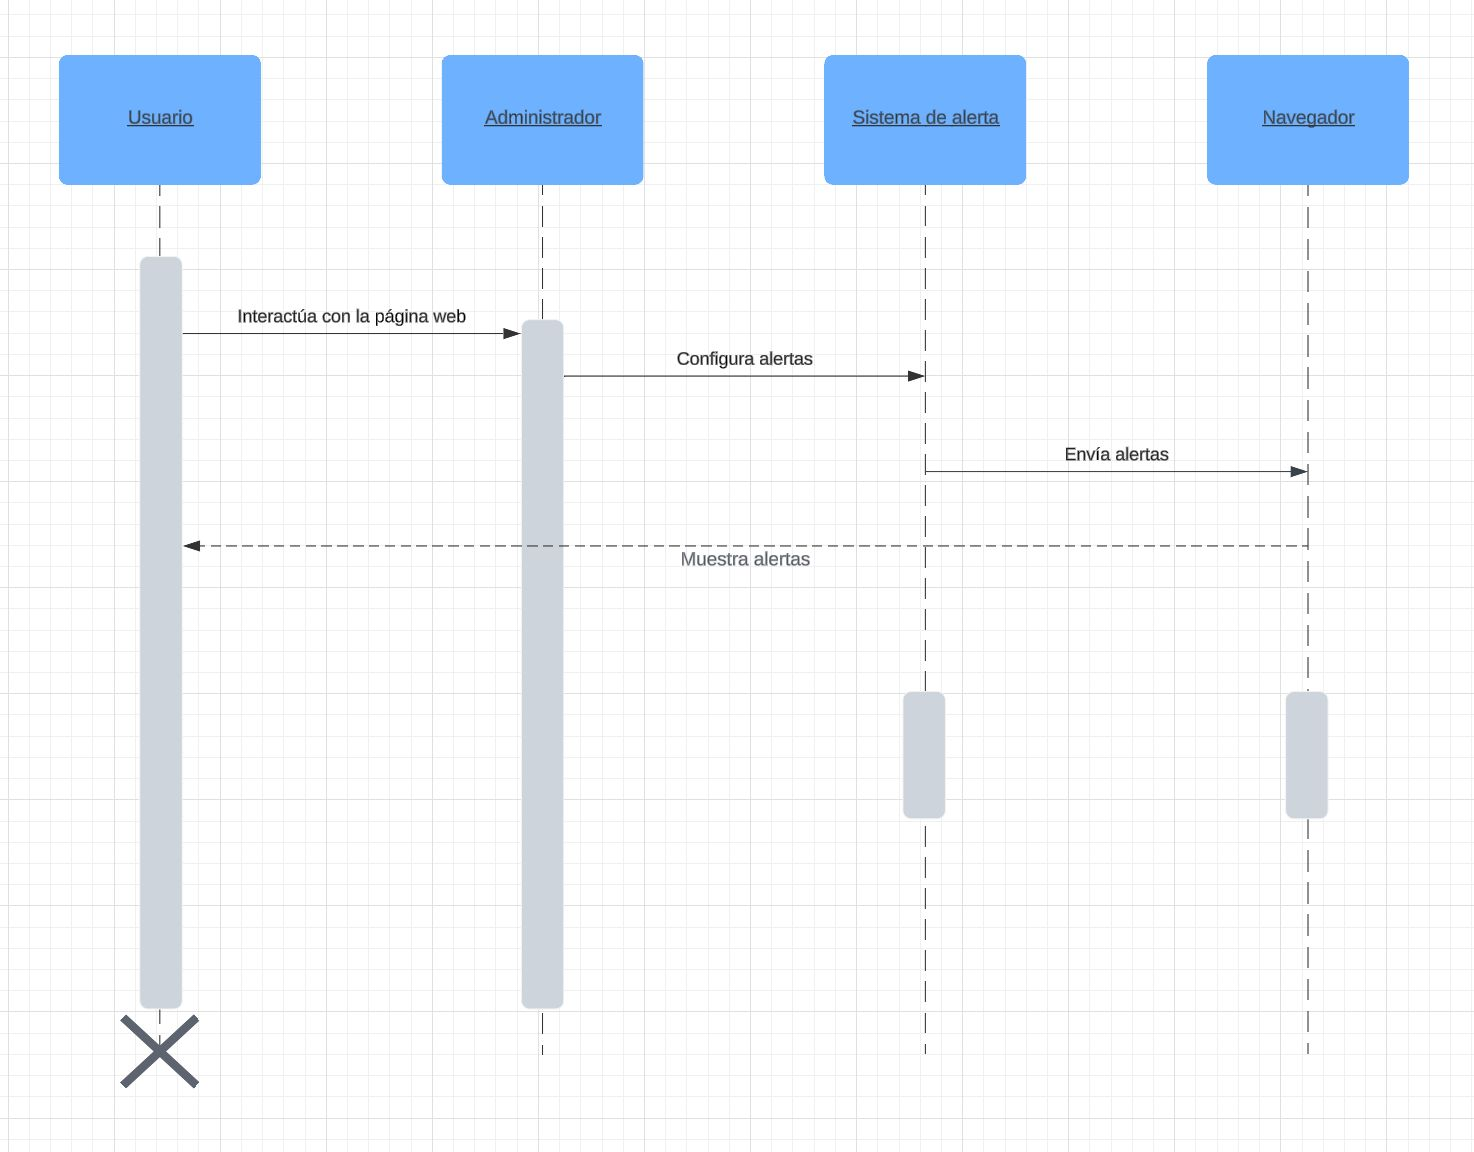 Usuario
Administrador
Sistema de alerta
Navegador
Interactúa con la página web
Configura alertas
Envía alertas
Muestra alertas